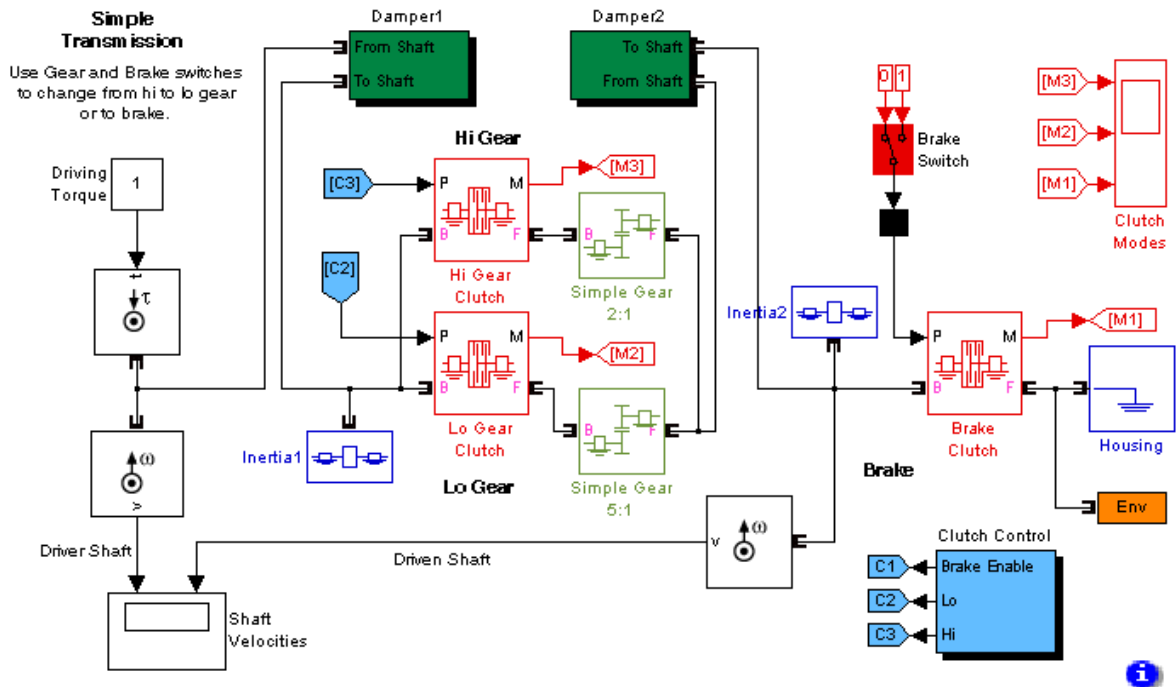 Simple
Transmission
Use Gear and Brake switches
to change from hi to lo gear
or to brake.
Damper1
From Shaft
To Shaft
Damper2
To Shaft
From Shaft
0
1
Brake
Switch
[M3]
[M2]
[M1]
Clutch
Modes
Driving
Torque
1
t
τ
Hi Gear
[C3]
P
M
B
F
[M3]
Hi Gear
Clutch
B
F
Simple Gear
2:1
[C2]
P
M
B
F
[M2]
Lo Gear
Clutch
B
F
Simple Gear
5:1
Lo Gear
Inertia1
Inertia2
P
M
B
F
[M1]
Brake
Clutch
Housing
Brake
Env
ω
v
Driver Shaft
Driven Shaft
v
ω
Shaft
Velocities
Clutch Control
C1
Brake Enable
C2
Lo
C3
Hi
i